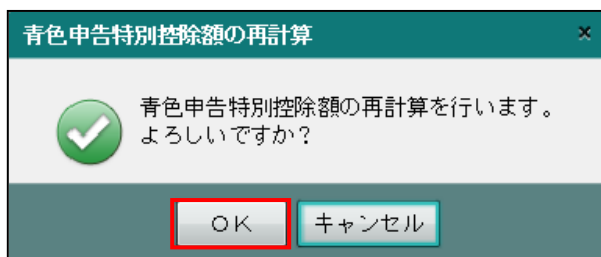 青色申告特別控除額の再計算
×
青色申告特別控除額の再計算を行います。
よろしいですか？
ＯＫ
キャンセル